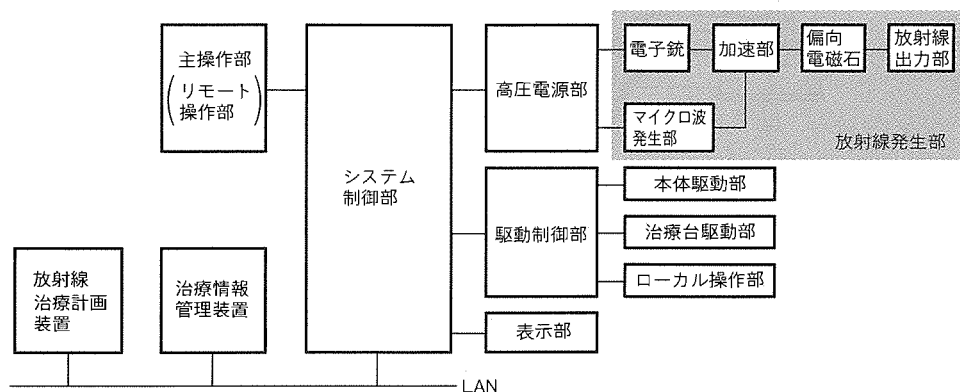 主操作部
(リモート
操作部)
システム
制御部
高圧電源部
電子銃
加速部
偏向
電磁石
放射線
出力部
マイクロ波
発生部
放射線発生部
駆動制御部
本体駆動部
治療台駆動部
ローカル操作部
表示部
放射線
治療計画
装置
治療情報
管理装置
LAN